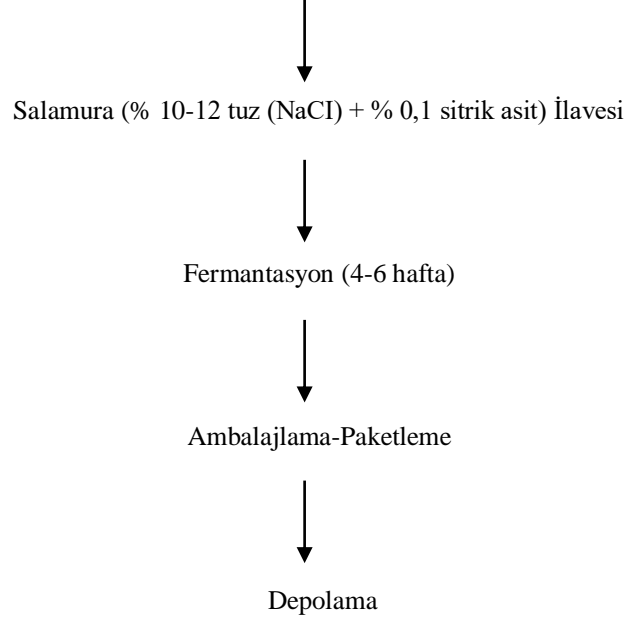 Salamura (% 10-12 tuz (NaCI) + % 0,1 sitrik asit) İlavesi
Fermantasyon (4-6 hafta)
Ambalajlama-Paketleme
Depolama